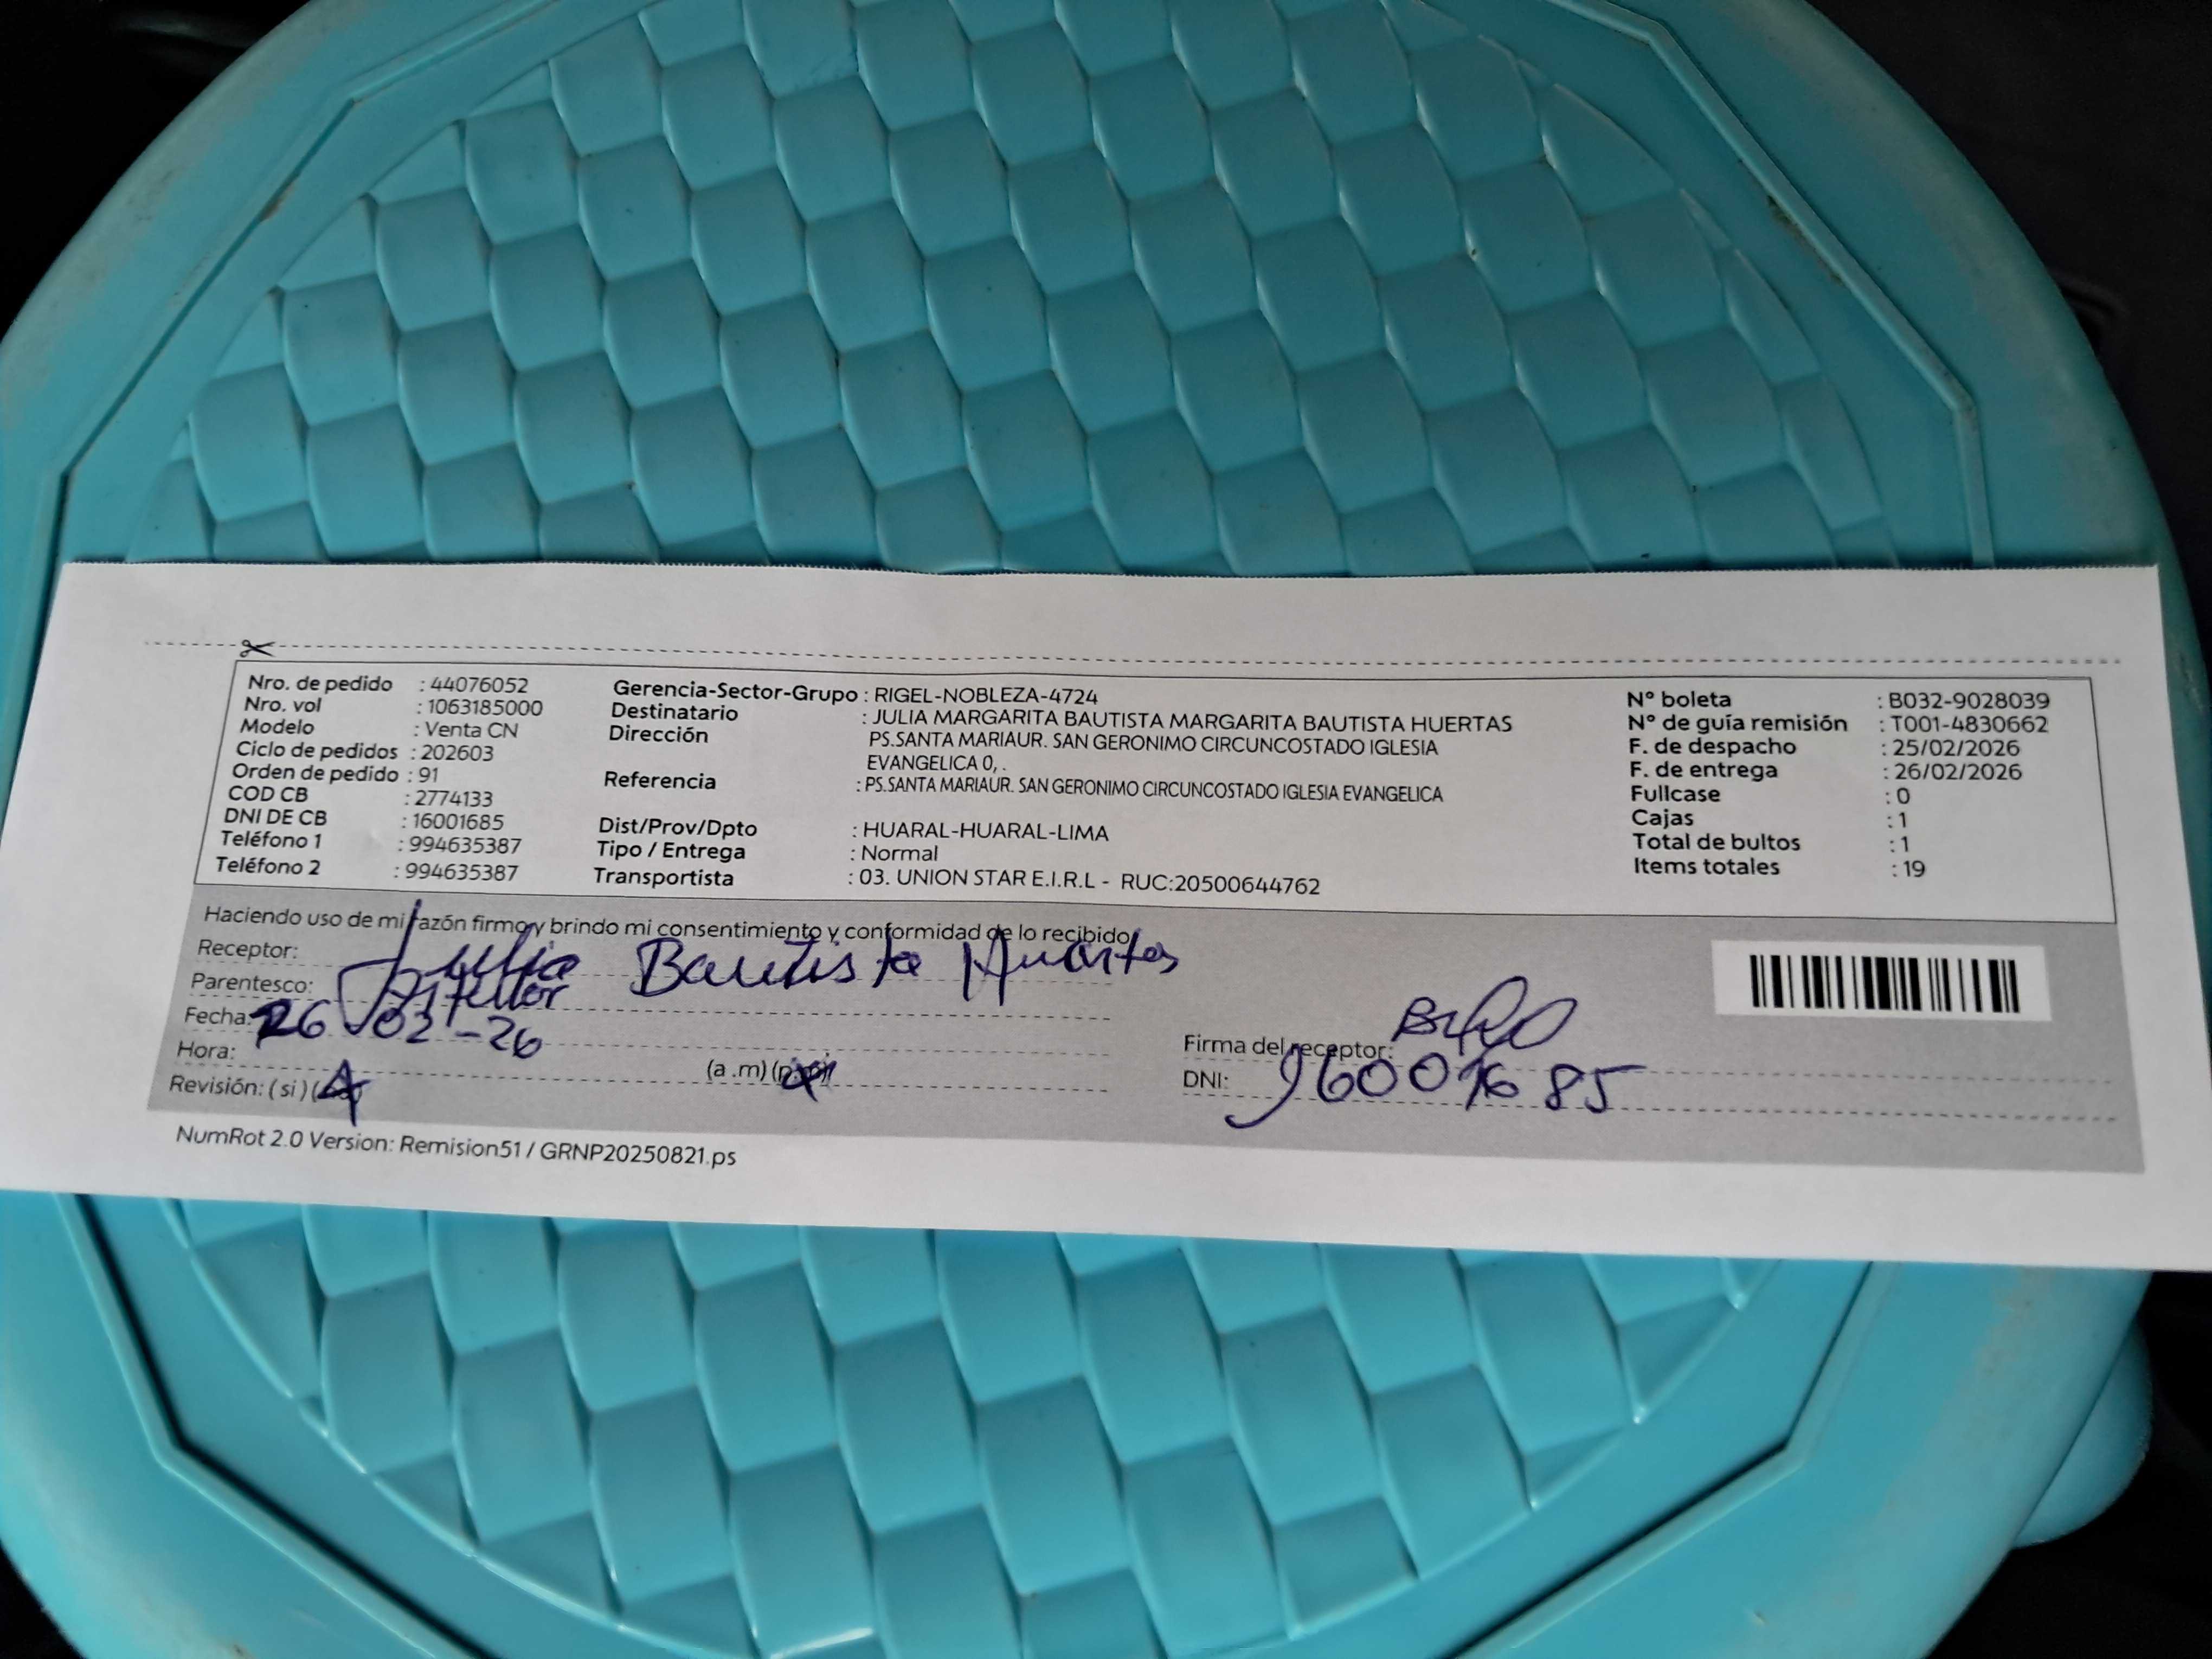 Nro. de pedido : 44076052
Nro. vol : 1063185000
Modelo : Venta CN
Ciclo de pedidos : 202603
Orden de pedido : 91
COD CB : 2774133
DNI DE CB : 16001685
Teléfono 1 : 994635387
Teléfono 2 : 994635387
Gerencia-Sector-Grupo : RIGEL-NOBLEZA-4724
Destinatario : JULIA MARGARITA BAUTISTA MARGARITA BAUTISTA HUERTAS
Dirección PS.SANTA MARIAUR. SAN GERONIMO CIRCUNCOSTADO IGLESIA
EVANGELICA 0, .
Referencia : PS.SANTA MARIAUR. SAN GERONIMO CIRCUNCOSTADO IGLESIA EVANGELICA
Dist/Prov/Dpto : HUARAL-HUARAL-LIMA
Tipo / Entrega : Normal
Transportista : 03. UNION STAR E.I.R.L - RUC:20500644762
N° boleta : B032-9028039
N° de guía remisión : T001-4830662
F. de despacho : 25/02/2026
F. de entrega : 26/02/2026
Fullcase : 0
Cajas : 1
Total de bultos : 1
Items totales : 19
Haciendo uso de mi razón firmo y brindo mi consentimiento y conformidad de lo recibido
Receptor: Julia Bautista Huertas
Parentesco:
Fecha: 26-02-26
Hora: (a .m)
Revisión: ( si )
Firma del receptor:
DNI: 16001685
NumRot 2.0 Version: Remision51 / GRNP20250821.ps